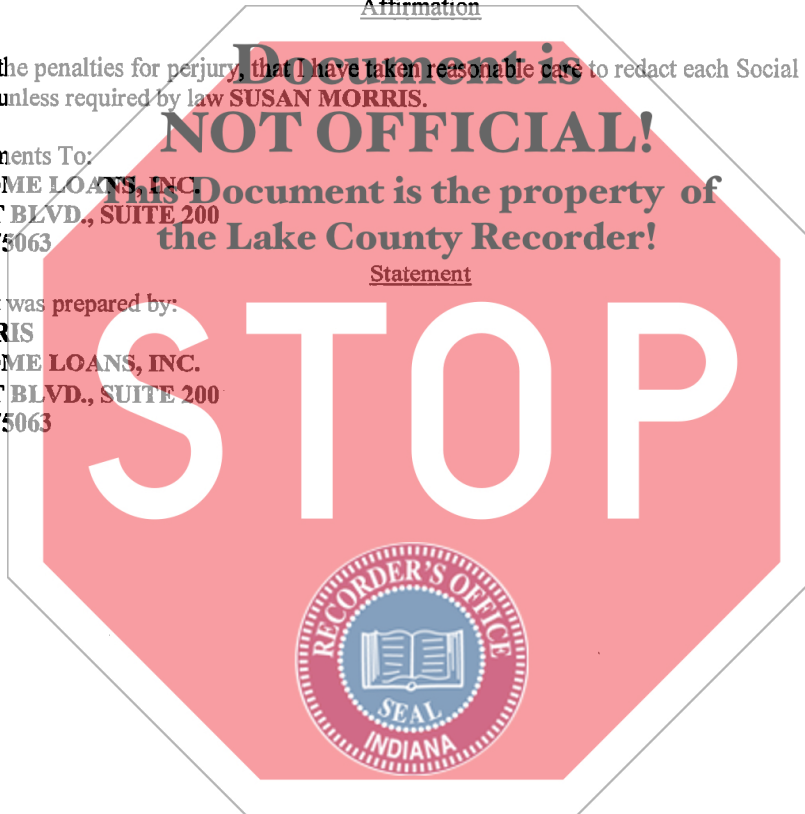 Affirmation
the penalties for perjury, that I have taken reasonable care to redact each Social
unless required by law SUSAN MORRIS.
Document is
NOT OFFICIAL!
This Document is the property of
the Lake County Recorder!
ments To:
OME LOANS, INC.
T BLVD., SUITE 200
75063
Statement
t was prepared by:
RIS
OME LOANS, INC.
T BLVD., SUITE 200
75063
STOP
RECORDER'S OFFICE
SEAL
INDIANA